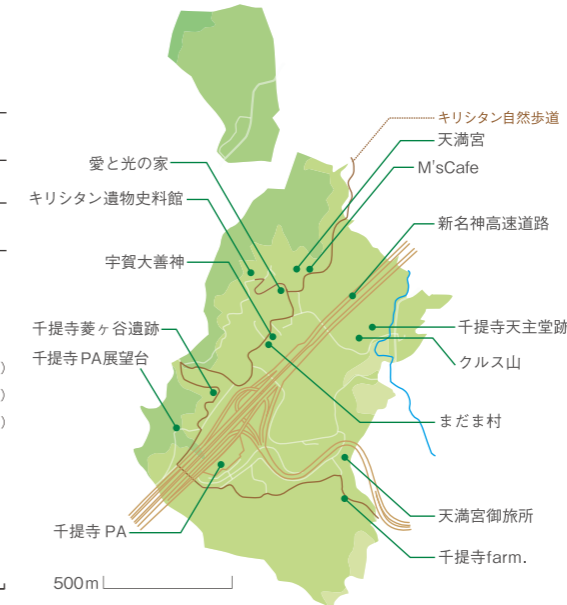 キリシタン自然歩道
天満宮
愛と光の家
M'sCafe
キリシタン遺物史料館
新名神高速道路
宇賀大善神
千提寺菱ヶ谷遺跡
千提寺天主堂跡
千提寺PA展望台
クルス山
)
)
)
まだま村
天満宮御旅所
千提寺 PA
千提寺farm.
500m